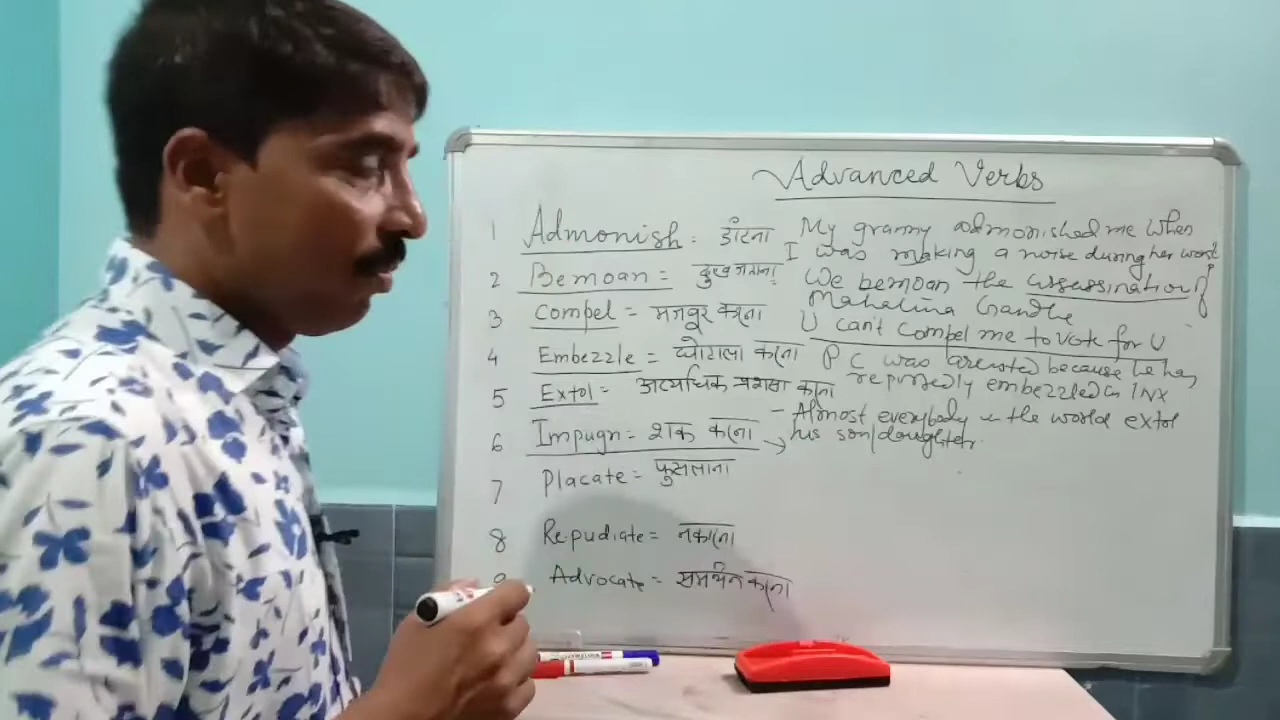 Advanced Verbs
1 Admonish = डांटना My granny admonished me when
I was making a noise during her worst
2 Bemoan = दुख जताना We bemoan the assassination of
Mahatma Gandhi
3 Compel = मजबूर करना U can't compel me to vote for U
4 Embezzle = घोटाला करना P C was arrested because he has
reportedly embezzled in INX
5 Extol = अत्यधिक प्रशंसा करना
- Almost everybody in the world extol
his son/daughter.
6 Impugn = शक करना →
7 Placate = फुसलाना
8 Repudiate = नकारना
9 Advocate = समर्थन करना